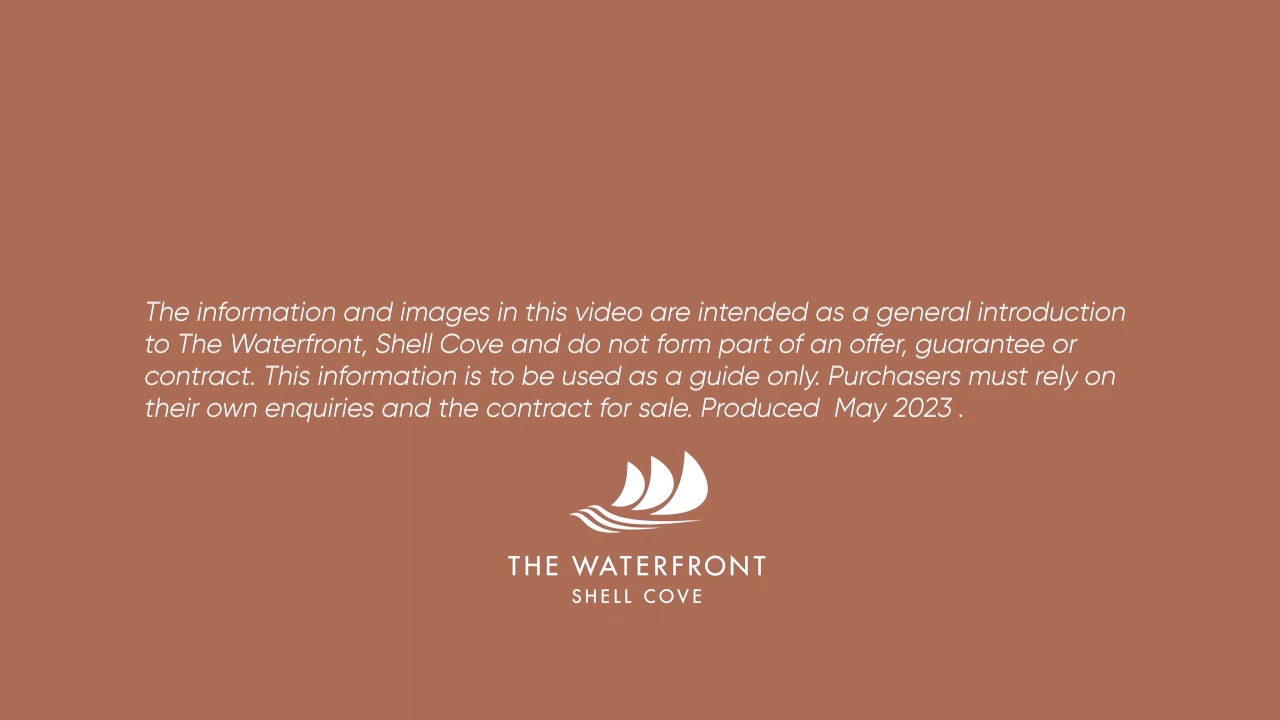 The information and images in this video are intended as a general introduction
to The Waterfront, Shell Cove and do not form part of an offer, guarantee or
contract. This information is to be used as a guide only. Purchasers must rely on
their own enquiries and the contract for sale. Produced  May 2023 .
THE WATERFRONT
SHELL COVE